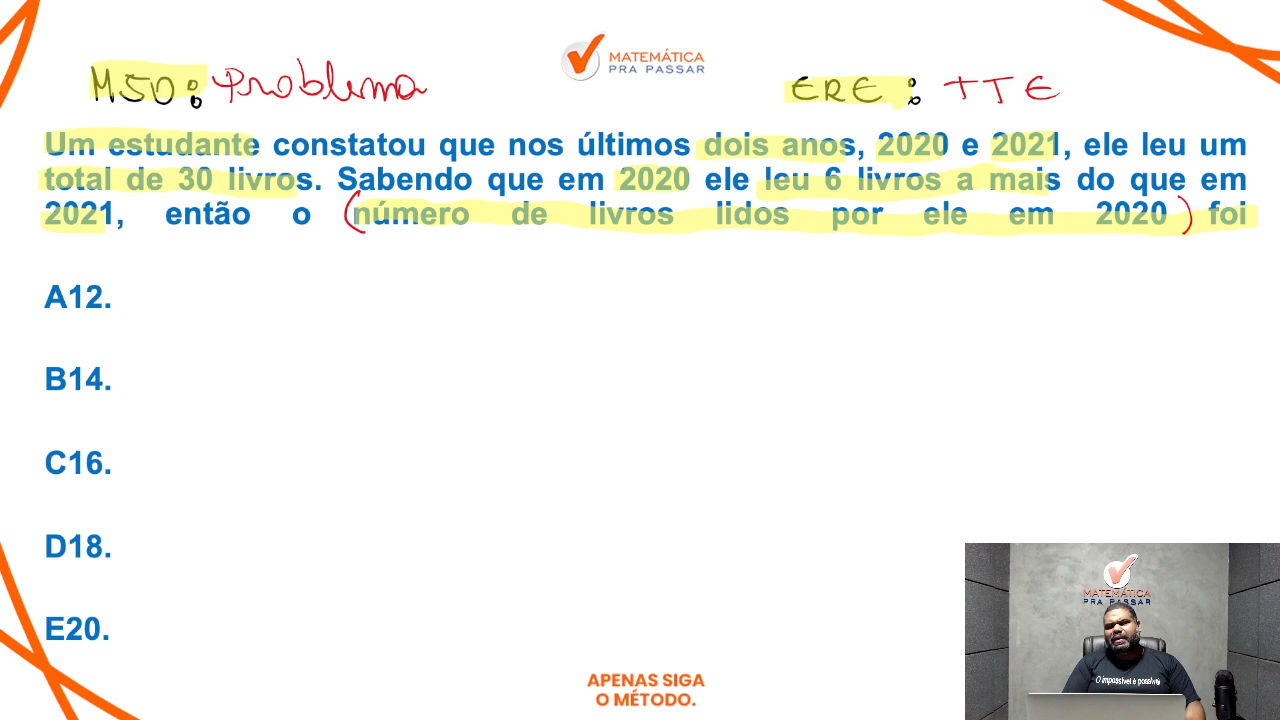 MATEMÁTICA
PRA PASSAR
M5D: Problema
ERE: TTE
Um estudante constatou que nos últimos dois anos, 2020 e 2021, ele leu um
total de 30 livros. Sabendo que em 2020 ele leu 6 livros a mais do que em
2021, então o (número de livros lidos por ele em 2020) foi
A12.
B14.
C16.
D18.
E20.
MATEMÁTICA
PRA PASSAR
O impossível é possível
APENAS SIGA
O MÉTODO.